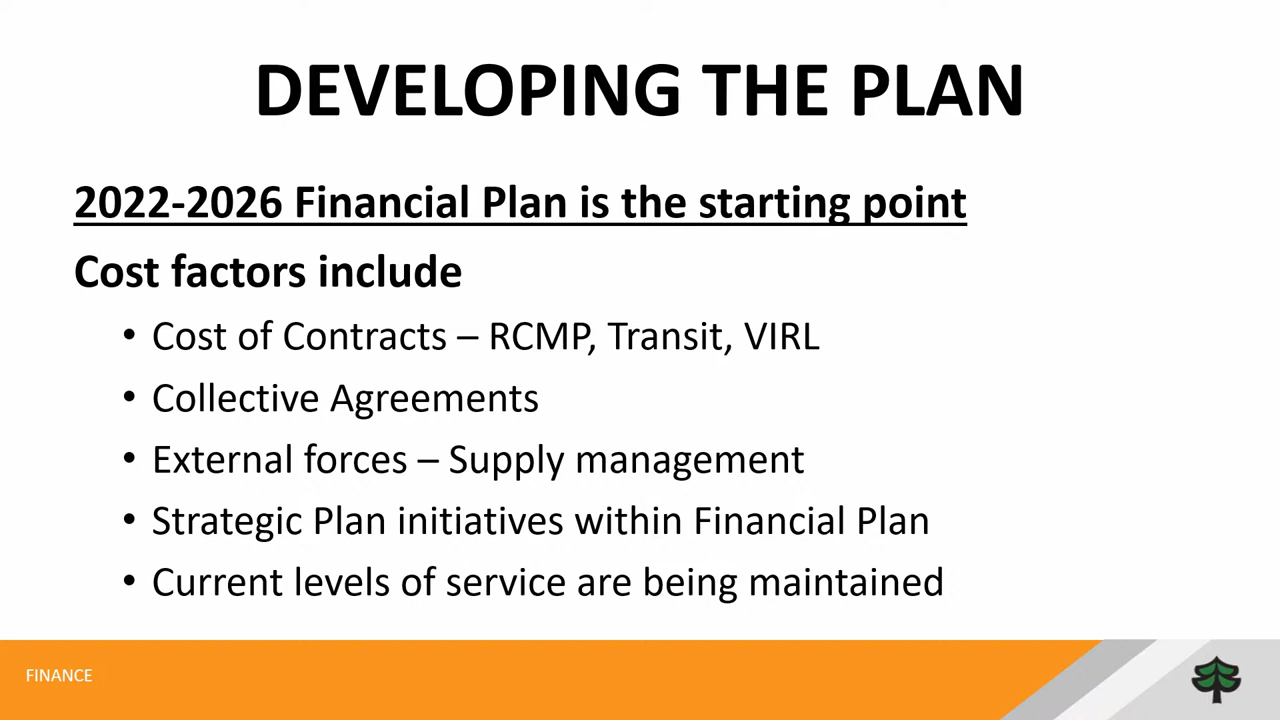 DEVELOPING THE PLAN
2022-2026 Financial Plan is the starting point
Cost factors include
• Cost of Contracts – RCMP, Transit, VIRL
• Collective Agreements
• External forces – Supply management
• Strategic Plan initiatives within Financial Plan
• Current levels of service are being maintained
FINANCE